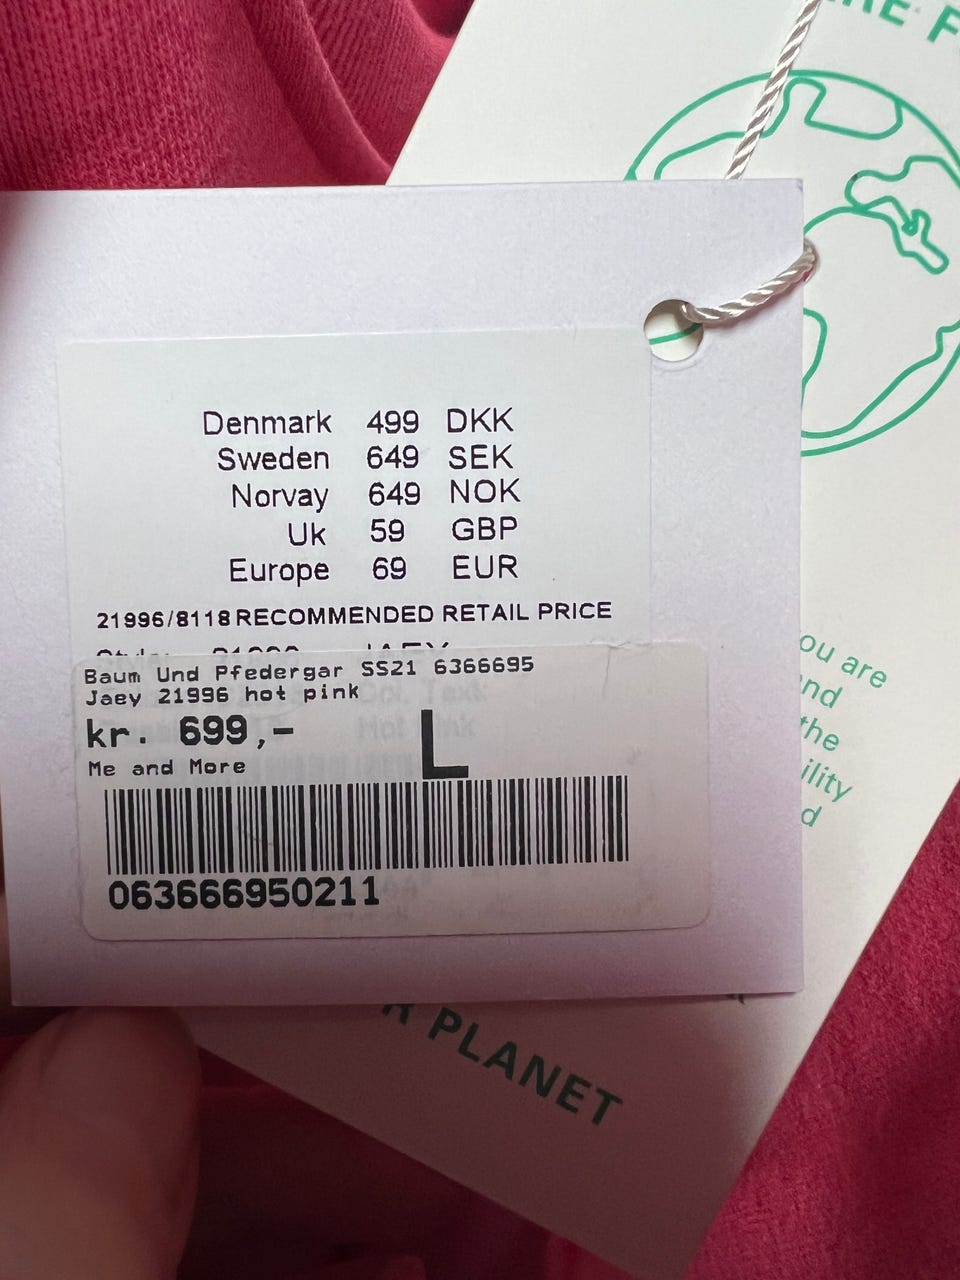 Denmark 499 DKK
Sweden 649 SEK
Norvay 649 NOK
Uk 59 GBP
Europe 69 EUR
21996/8118 RECOMMENDED RETAIL PRICE
Baum Und Pfedergar SS21 6366695
Jaey 21996 hot pink
kr. 699,-
L
Me and More
063666950211
ou are
nd
the
ility
d
R PLANET